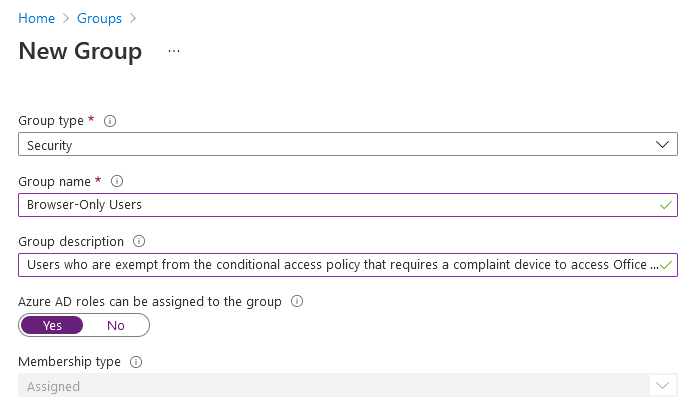 Home > Groups >
New Group ...
Group type *
Security
Group name *
Browser-Only Users
Group description
Users who are exempt from the conditional access policy that requires a complaint device to access Office ...
Azure AD roles can be assigned to the group
Yes No
Membership type
Assigned